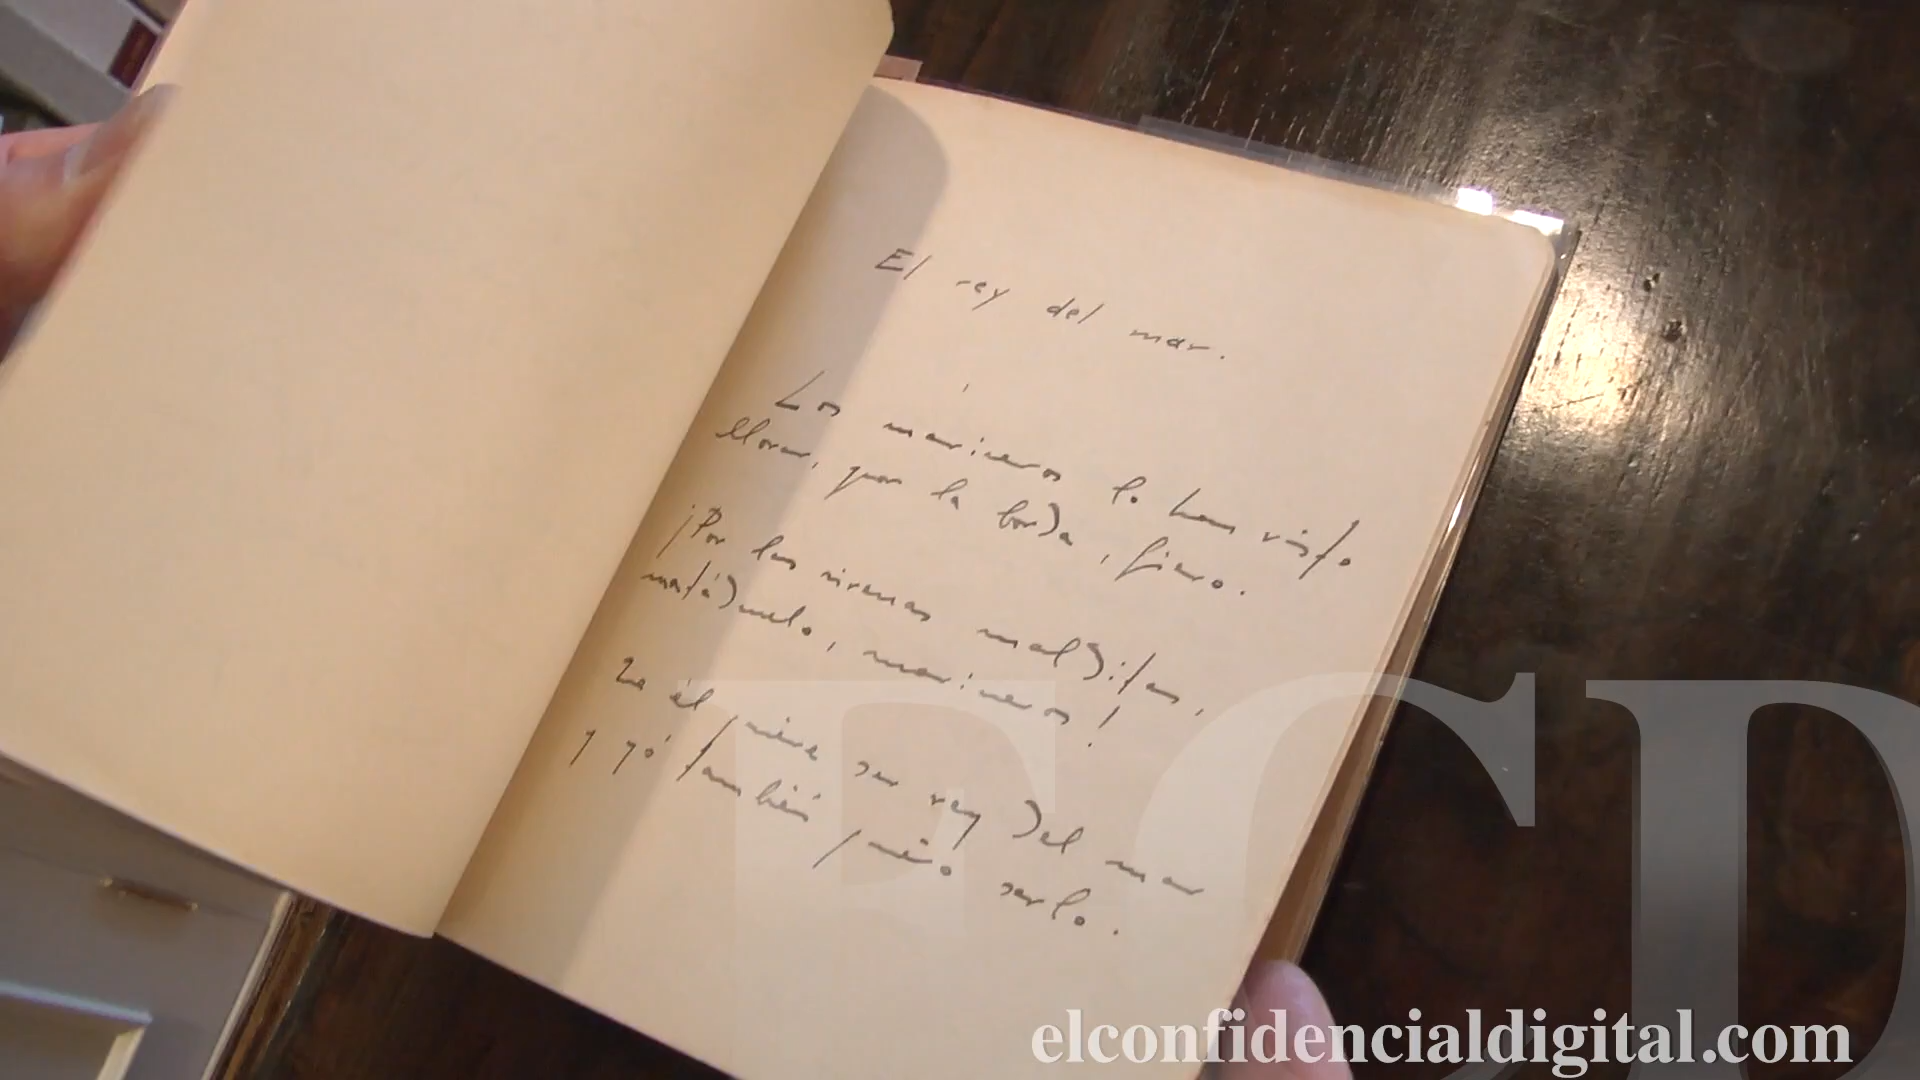 El rey del mar.
Los marineros lo han visto
llorar, por la borda, fiero.
¡Por las sirenas malditas,
matádmelo, marineros!
Que él quiere ser rey del mar
y yo también quiero serlo.
ECD
elconfidencialdigital.com